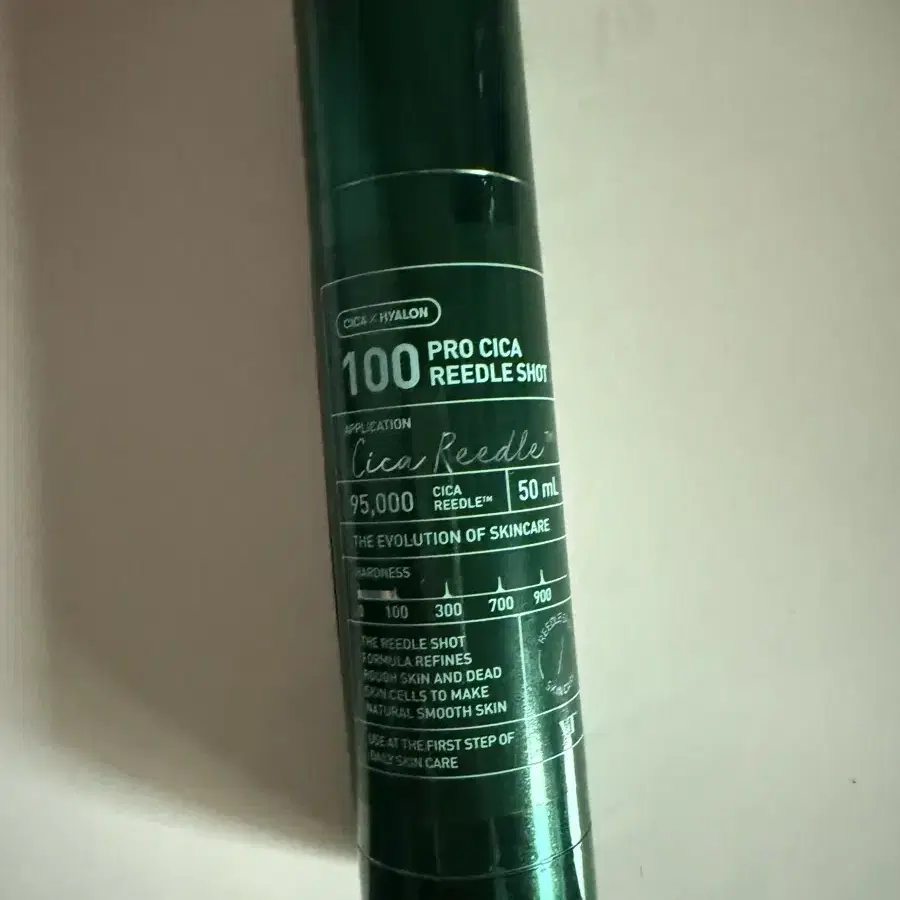 CICA × HYALON
100 PRO CICA
REEDLE SHOT
APPLICATION
Cica Reedle™
95,000 CICA REEDLE™ 50 mL
THE EVOLUTION OF SKINCARE
HARDNESS
0 100 300 700 900
THE REEDLE SHOT
FORMULA REFINES
ROUGH SKIN AND DEAD
SKIN CELLS TO MAKE
NATURAL SMOOTH SKIN
USE AT THE FIRST STEP OF
DAILY SKIN CARE